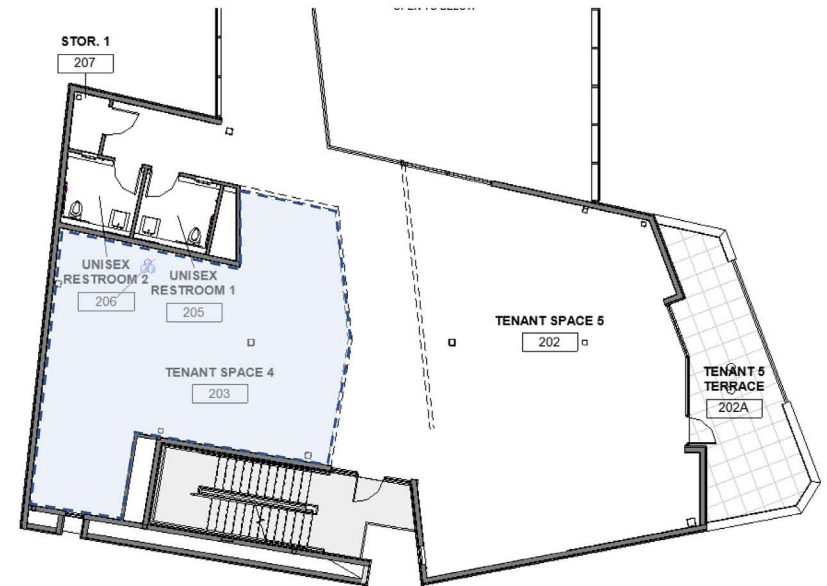 STOR. 1
207
UNISEX
RESTROOM 2
206
UNISEX
RESTROOM 1
205
TENANT SPACE 4
203
TENANT SPACE 5
202
TENANT 5
TERRACE
202A